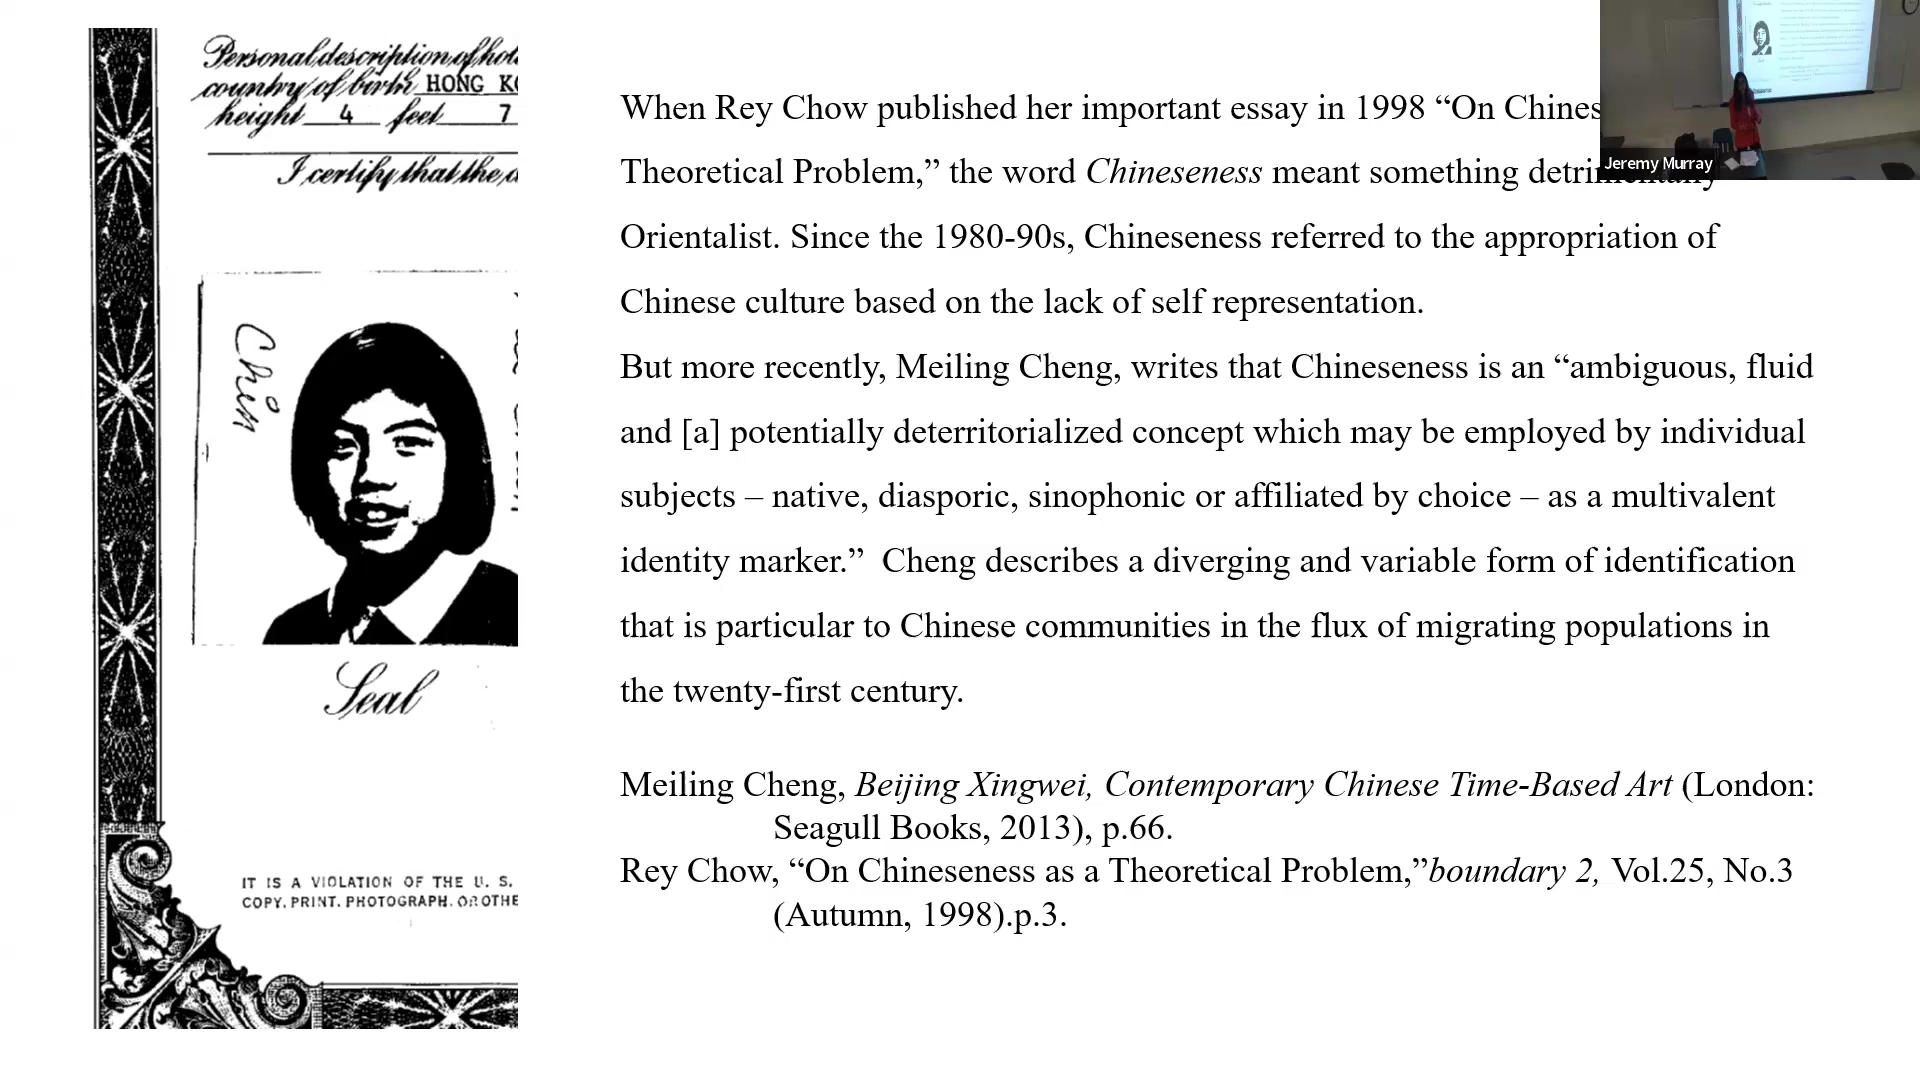 Personal description of hol
country of birth HONG KO
height 4 feet 7
I certify that the d
Chin
Seal
IT IS A VIOLATION OF THE U. S.
COPY, PRINT, PHOTOGRAPH, OR OTHE
When Rey Chow published her important essay in 1998 “On Chines
Theoretical Problem,” the word Chineseness meant something detrimentally
Orientalist. Since the 1980-90s, Chineseness referred to the appropriation of
Chinese culture based on the lack of self representation.
But more recently, Meiling Cheng, writes that Chineseness is an “ambiguous, fluid
and [a] potentially deterritorialized concept which may be employed by individual
subjects – native, diasporic, sinophonic or affiliated by choice – as a multivalent
identity marker.”  Cheng describes a diverging and variable form of identification
that is particular to Chinese communities in the flux of migrating populations in
the twenty-first century.
Meiling Cheng, Beijing Xingwei, Contemporary Chinese Time-Based Art (London:
Seagull Books, 2013), p.66.
Rey Chow, “On Chineseness as a Theoretical Problem,”boundary 2, Vol.25, No.3
(Autumn, 1998).p.3.
Jeremy Murray